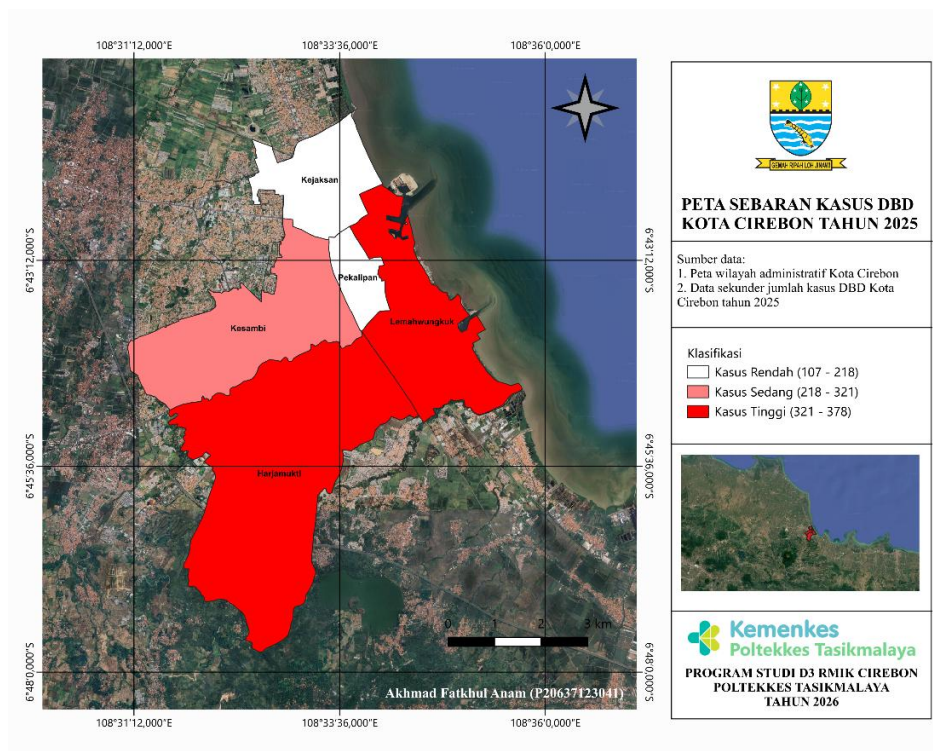 108°31'12,000"E
108°33'36,000"E
108°36'0,000"E
6°43'12,000"S
6°45'36,000"S
6°48'0,000"S
6°43'12,000"S
6°45'36,000"S
6°48'0,000"S
Kejaksan
Pekalipan
Kesambi
Lemahwungkuk
Harjamukti
0 1 2 3 km
Akhmad Fatkhul Anam (P20637123041)
108°31'12,000"E
108°33'36,000"E
108°36'0,000"E
GEMAH RIPAH LOH JINAWI
PETA SEBARAN KASUS DBD
KOTA CIREBON TAHUN 2025
Sumber data:
1. Peta wilayah administratif Kota Cirebon
2. Data sekunder jumlah kasus DBD Kota
Cirebon tahun 2025
Klasifikasi
Kasus Rendah (107 - 218)
Kasus Sedang (218 - 321)
Kasus Tinggi (321 - 378)
Kemenkes
Poltekkes Tasikmalaya
PROGRAM STUDI D3 RMIK CIREBON
POLTEKKES TASIKMALAYA
TAHUN 2026